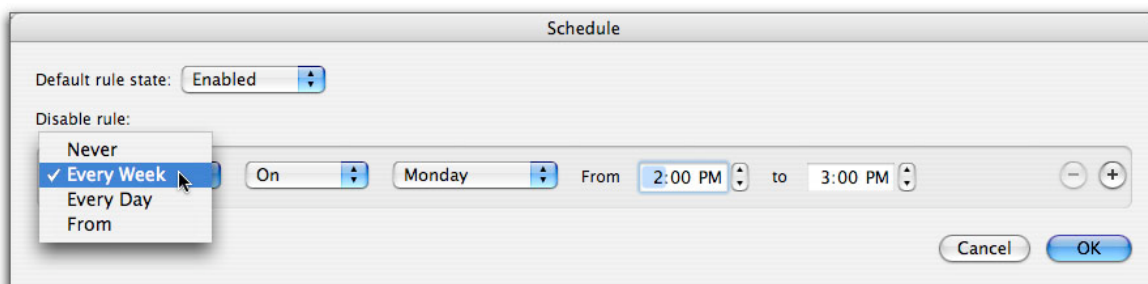 Schedule
Default rule state: Enabled
Disable rule:
Never
✓ Every Week On Monday From 2:00 PM to 3:00 PM − +
Every Day
From
Cancel OK